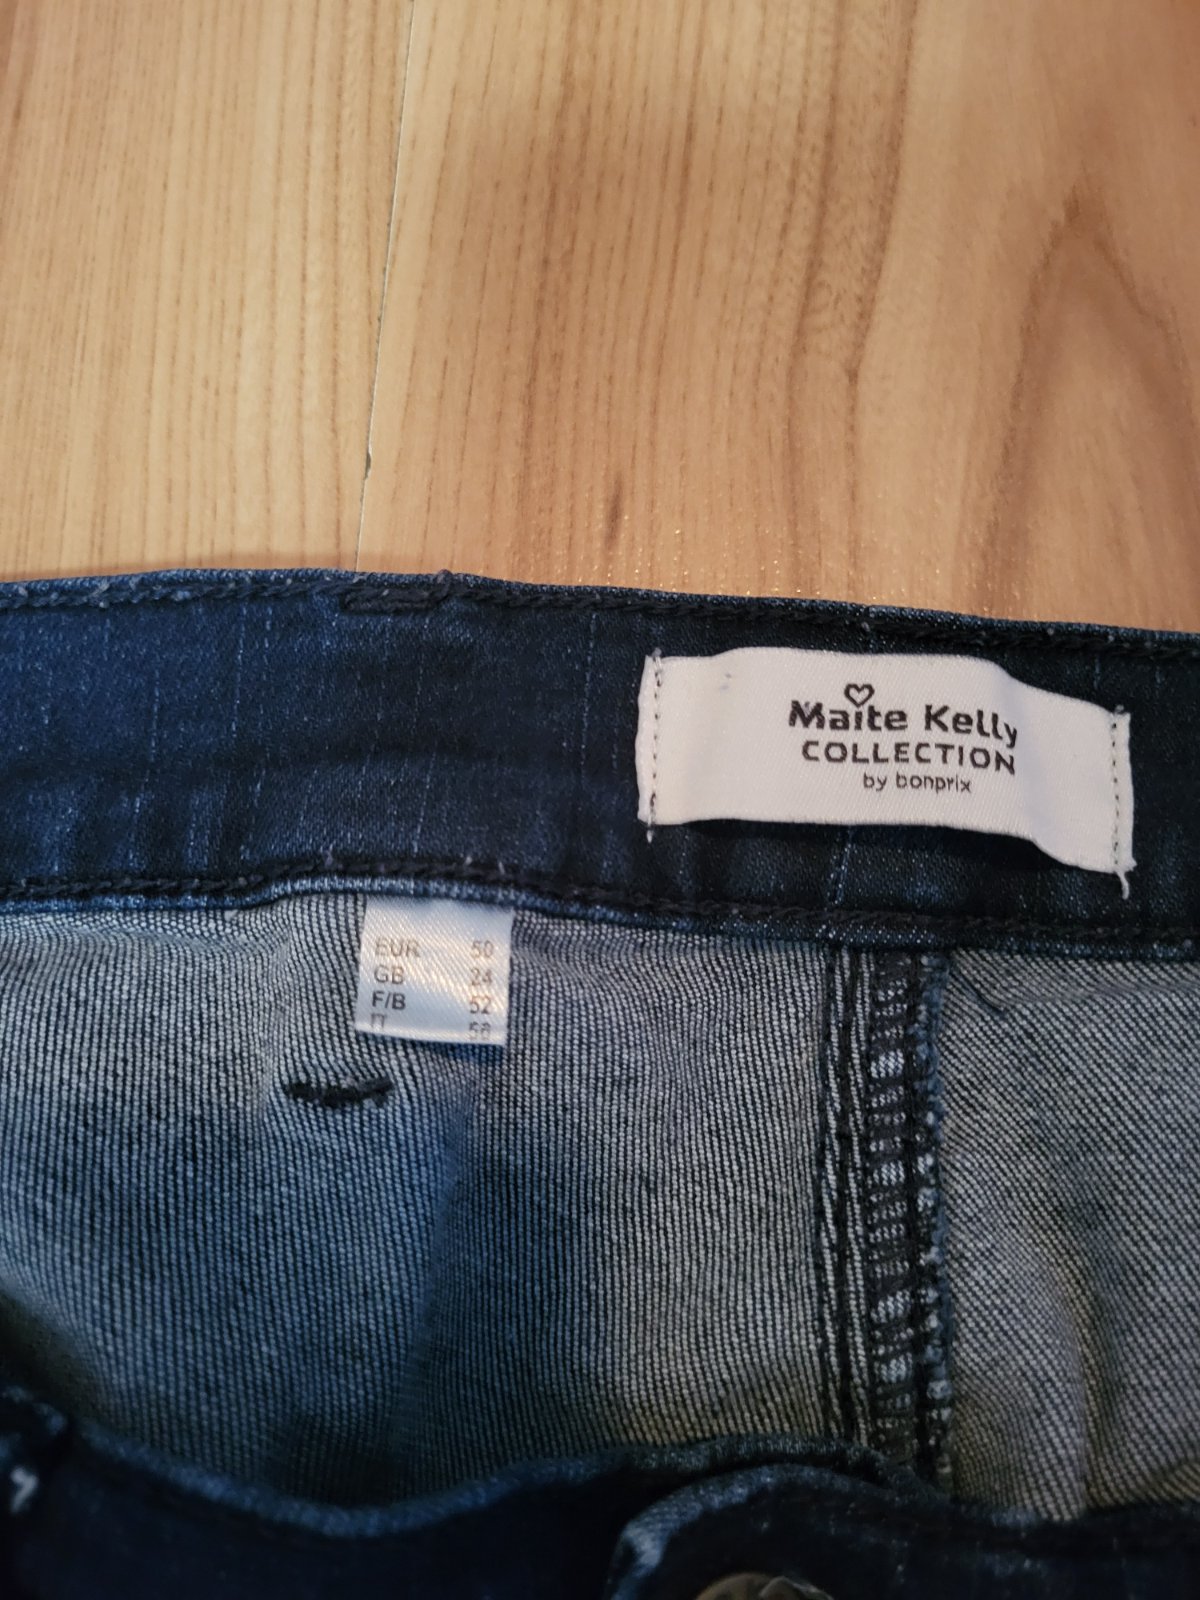 Maite Kelly
COLLECTION
by bonprix
EUR 50
GB 24
F/B 52